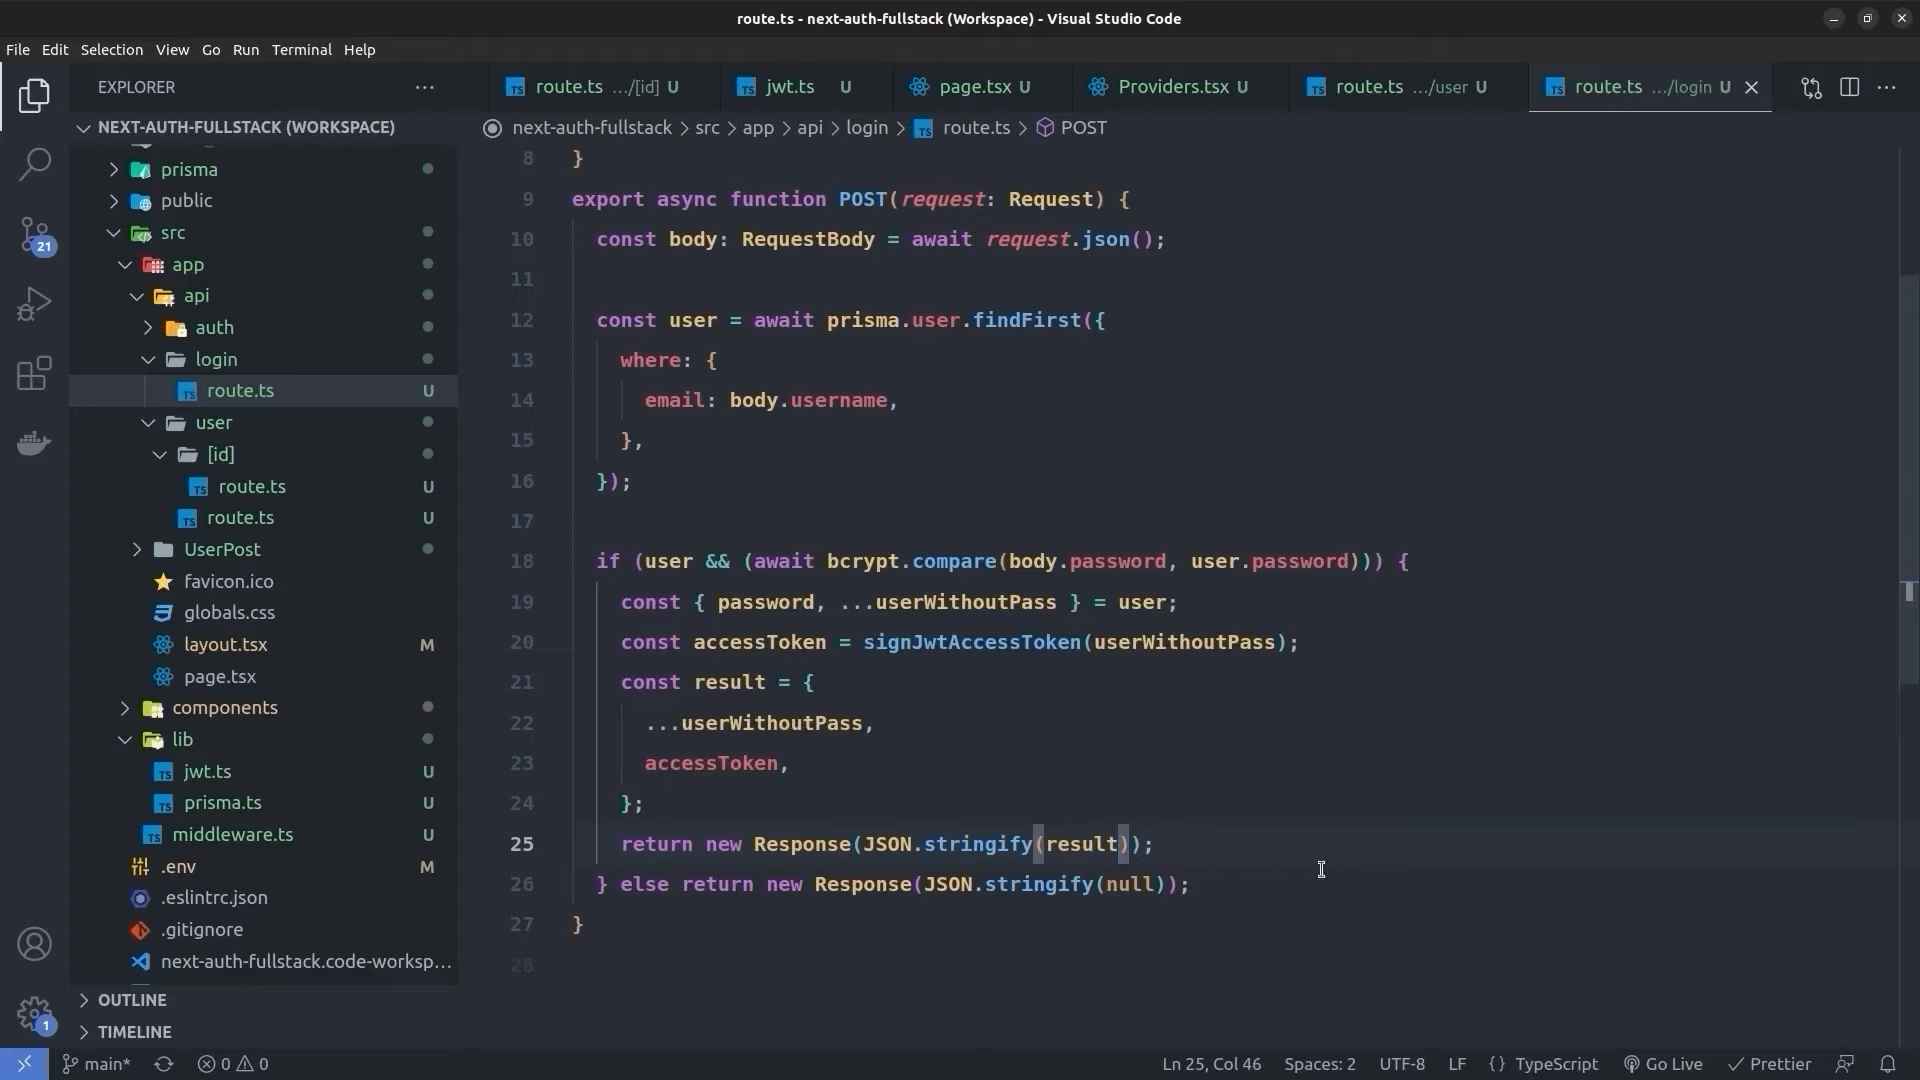 route.ts - next-auth-fullstack (Workspace) - Visual Studio Code
File Edit Selection View Go Run Terminal Help
EXPLORER
route.ts .../[id] U
jwt.ts U
page.tsx U
Providers.tsx U
route.ts .../user U
route.ts .../login U
NEXT-AUTH-FULLSTACK (WORKSPACE)
next-auth-fullstack > src > app > api > login > route.ts > POST
prisma
public
src
app
api
auth
login
route.ts U
user
[id]
route.ts U
route.ts U
UserPost
favicon.ico
globals.css
layout.tsx M
page.tsx
components
lib
jwt.ts U
prisma.ts U
middleware.ts U
.env M
.eslintrc.json
.gitignore
next-auth-fullstack.code-worksp...
OUTLINE
TIMELINE
21
1
8 }
9 export async function POST(request: Request) {
10 const body: RequestBody = await request.json();
11
12 const user = await prisma.user.findFirst({
13 where: {
14 email: body.username,
15 },
16 });
17
18 if (user && (await bcrypt.compare(body.password, user.password))) {
19 const { password, ...userWithoutPass } = user;
20 const accessToken = signJwtAccessToken(userWithoutPass);
21 const result = {
22 ...userWithoutPass,
23 accessToken,
24 };
25 return new Response(JSON.stringify(result));
26 } else return new Response(JSON.stringify(null));
27 }
28
main* 0 0
Ln 25, Col 46 Spaces: 2 UTF-8 LF {} TypeScript Go Live Prettier